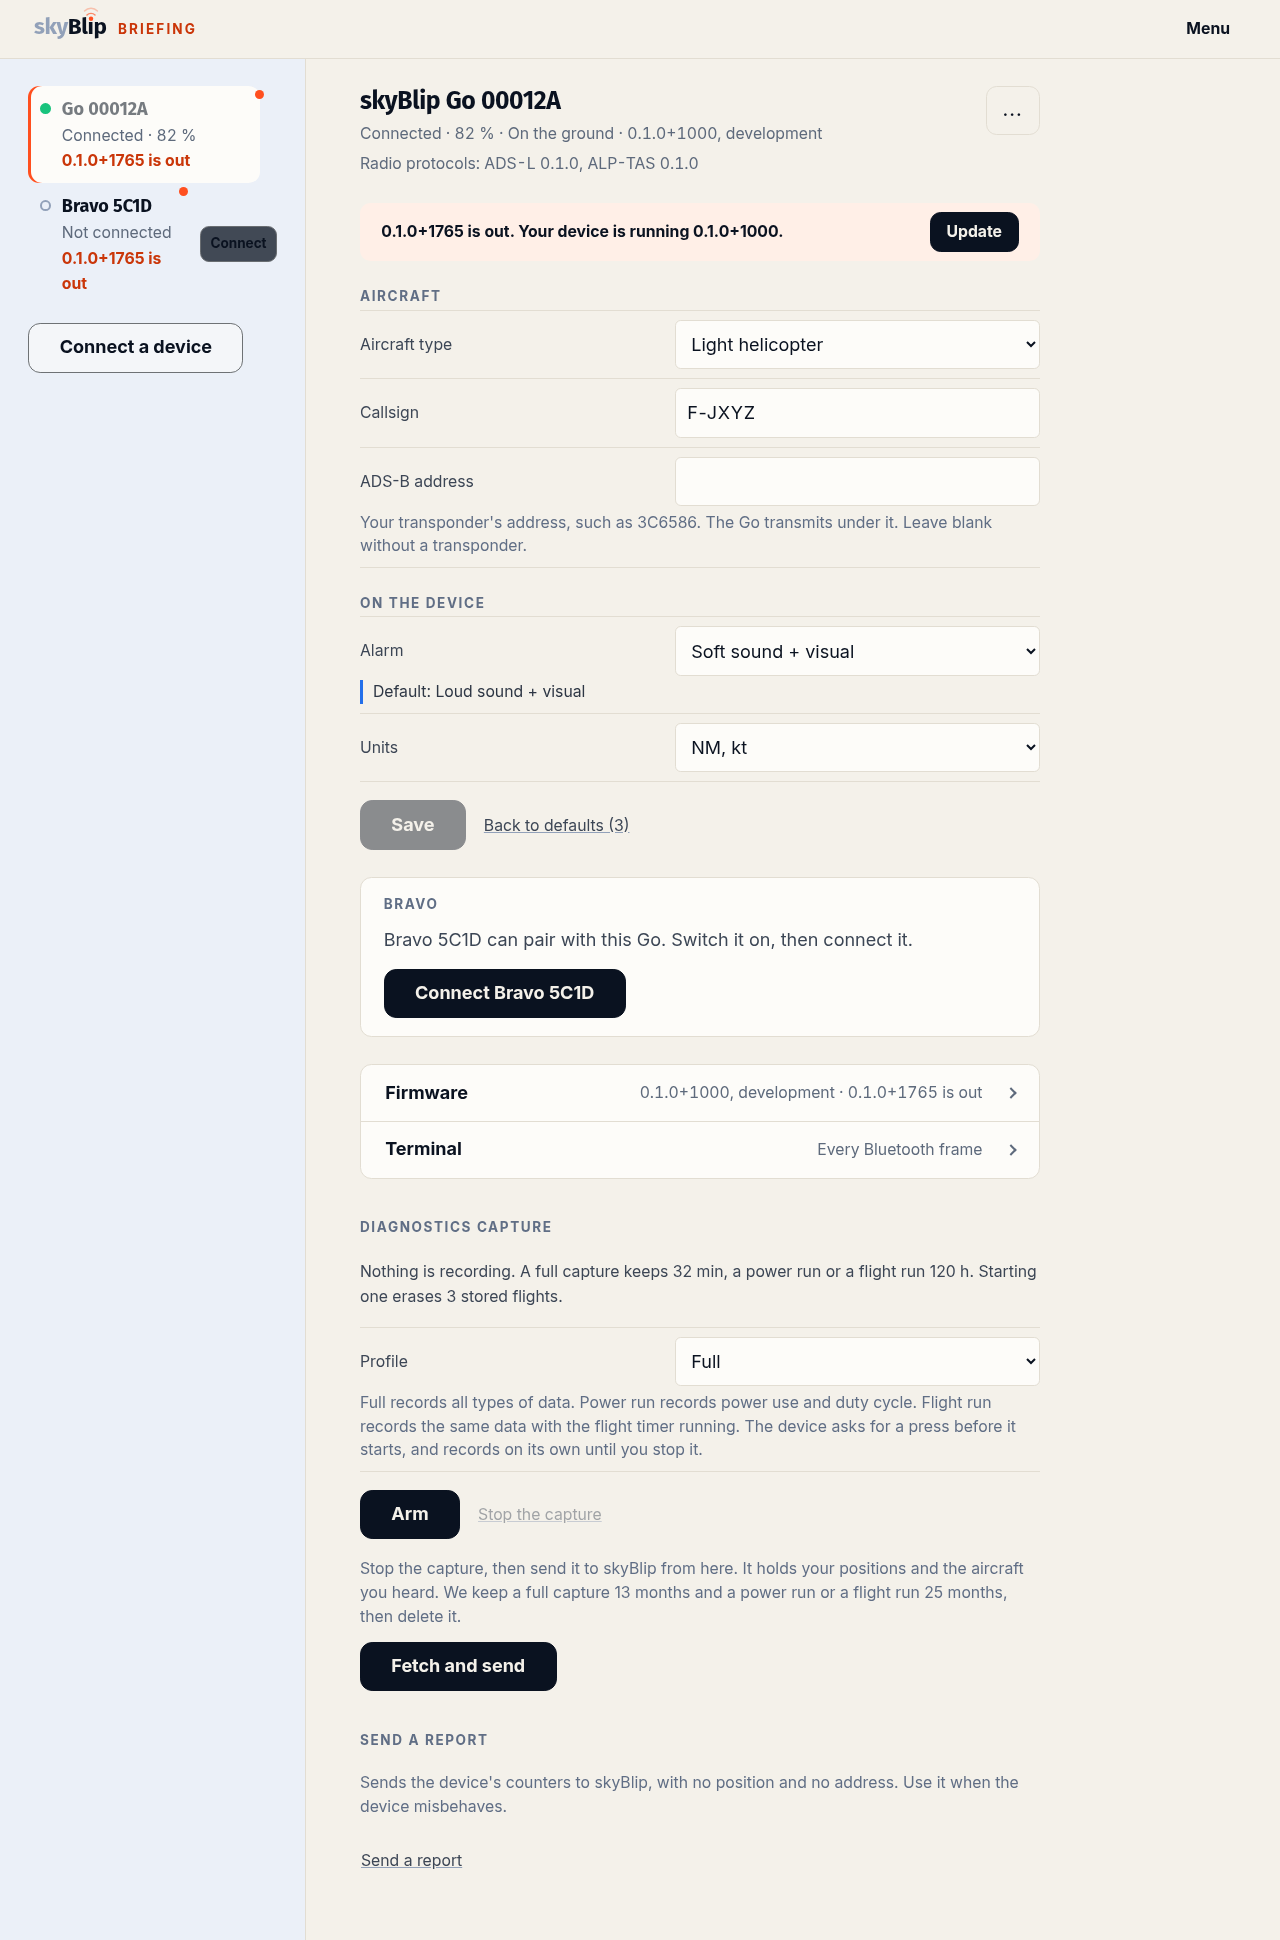 skyBlip BRIEFING
Menu
Go 00012A
Connected · 82 %
0.1.0+1765 is out
Bravo 5C1D
Not connected
0.1.0+1765 is
out
Connect
Connect a device
skyBlip Go 00012A
...
Connected · 82 % · On the ground · 0.1.0+1000, development
Radio protocols: ADS-L 0.1.0, ALP-TAS 0.1.0
0.1.0+1765 is out. Your device is running 0.1.0+1000.
Update
AIRCRAFT
Aircraft type
Light helicopter
Callsign
F-JXYZ
ADS-B address
Your transponder's address, such as 3C6586. The Go transmits under it. Leave blank
without a transponder.
ON THE DEVICE
Alarm
Soft sound + visual
Default: Loud sound + visual
Units
NM, kt
Save
Back to defaults (3)
BRAVO
Bravo 5C1D can pair with this Go. Switch it on, then connect it.
Connect Bravo 5C1D
Firmware
0.1.0+1000, development · 0.1.0+1765 is out
Terminal
Every Bluetooth frame
DIAGNOSTICS CAPTURE
Nothing is recording. A full capture keeps 32 min, a power run or a flight run 120 h. Starting
one erases 3 stored flights.
Profile
Full
Full records all types of data. Power run records power use and duty cycle. Flight run
records the same data with the flight timer running. The device asks for a press before it
starts, and records on its own until you stop it.
Arm
Stop the capture
Stop the capture, then send it to skyBlip from here. It holds your positions and the aircraft
you heard. We keep a full capture 13 months and a power run or a flight run 25 months,
then delete it.
Fetch and send
SEND A REPORT
Sends the device's counters to skyBlip, with no position and no address. Use it when the
device misbehaves.
Send a report